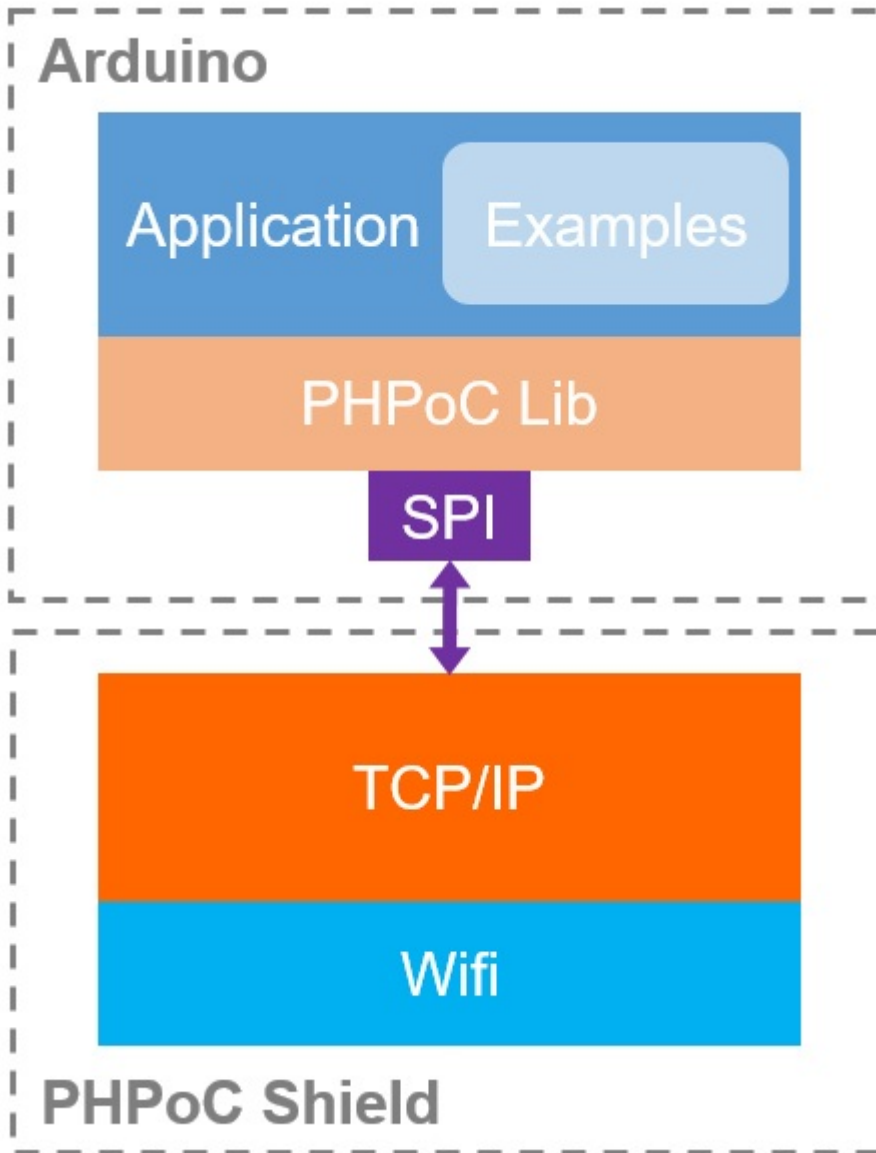 Arduino
Application Examples
PHPoC Lib
SPI
TCP/IP
Wifi
PHPoC Shield